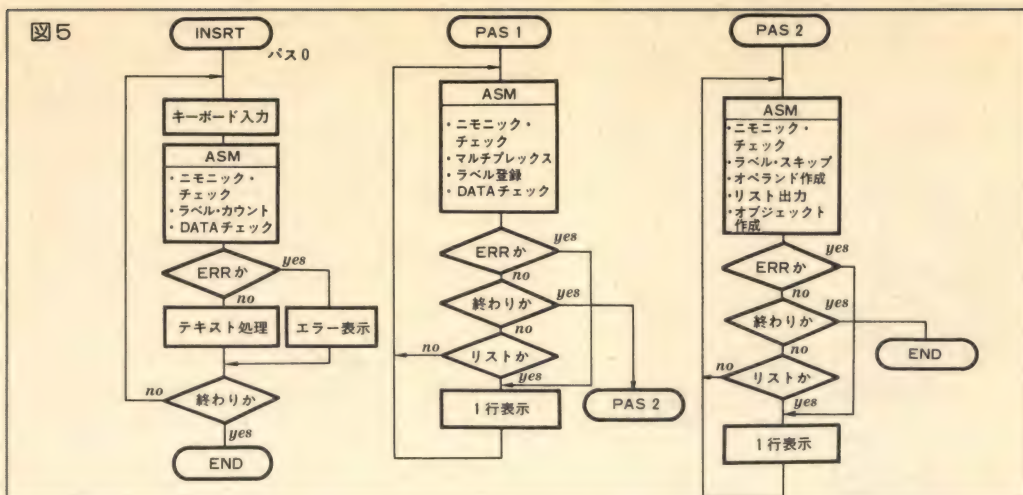 図5
INSRT
パス0
キーボード入力
ASM
・ニモニック・
チェック
・ラベル・カウント
・DATAチェック
ERRか
yes
no
テキスト処理
エラー表示
no
終わりか
yes
END
PAS 1
ASM
・ニモニック・
チェック
・マルチプレックス
・ラベル登録
・DATAチェック
ERRか
yes
no
終わりか
yes
no
no
リストか
yes
1行表示
PAS 2
PAS 2
ASM
・ニモニック・
チェック
・ラベル・スキップ
・オペランド作成
・リスト出力
・オブジェックト
作成
ERRか
yes
no
終わりか
yes
no
END
no
リストか
yes
1行表示